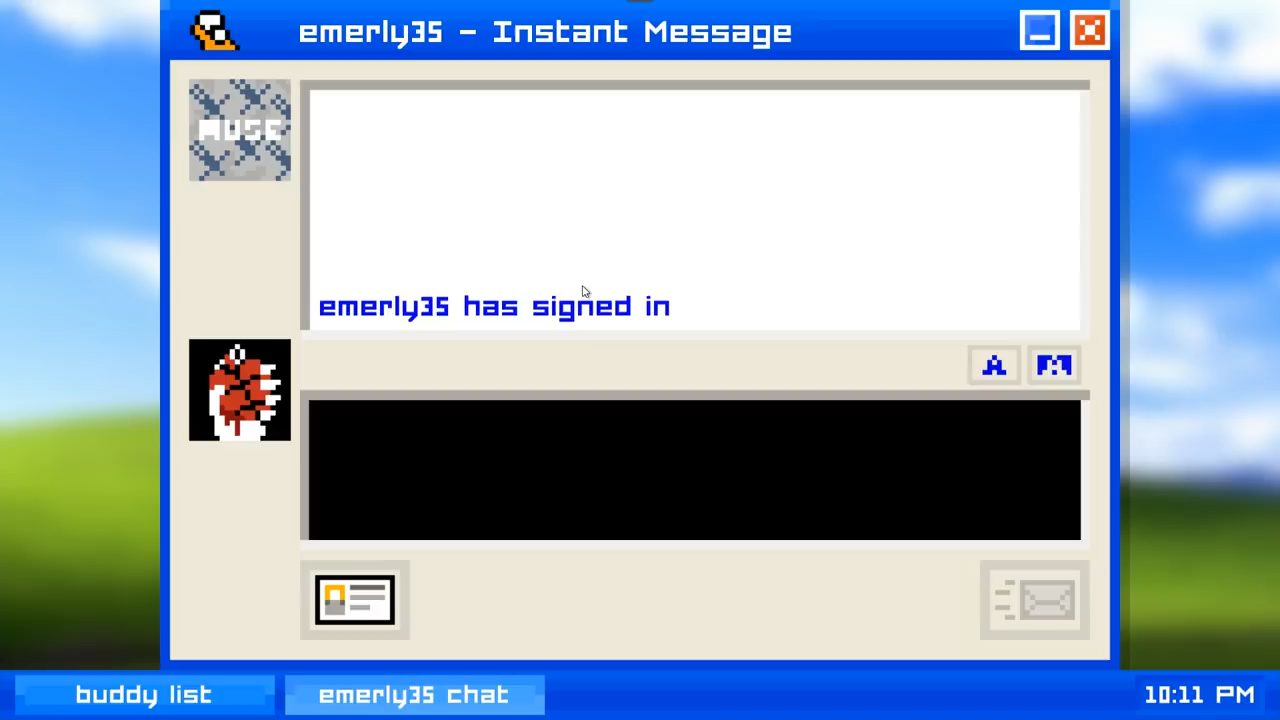 emerly35 - Instant Message
MUSE
emerly35 has signed in
A
buddy list
emerly35 chat
10:11 PM